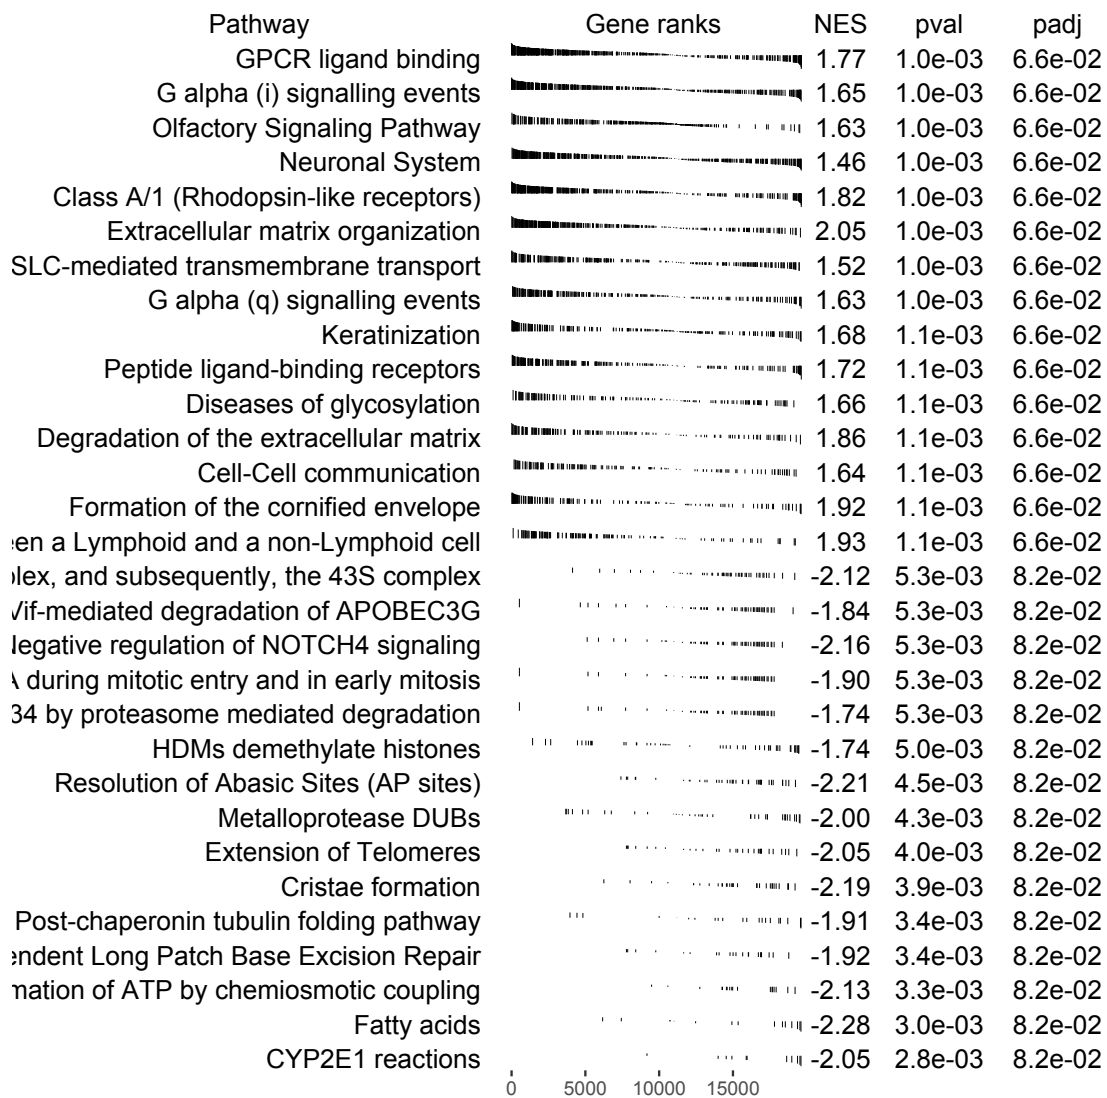 Pathway Gene ranks NES pval padj
GPCR ligand binding 1.77 1.0e-03 6.6e-02
G alpha (i) signalling events 1.65 1.0e-03 6.6e-02
Olfactory Signaling Pathway 1.63 1.0e-03 6.6e-02
Neuronal System 1.46 1.0e-03 6.6e-02
Class A/1 (Rhodopsin-like receptors) 1.82 1.0e-03 6.6e-02
Extracellular matrix organization 2.05 1.0e-03 6.6e-02
SLC-mediated transmembrane transport 1.52 1.0e-03 6.6e-02
G alpha (q) signalling events 1.63 1.0e-03 6.6e-02
Keratinization 1.68 1.1e-03 6.6e-02
Peptide ligand-binding receptors 1.72 1.1e-03 6.6e-02
Diseases of glycosylation 1.66 1.1e-03 6.6e-02
Degradation of the extracellular matrix 1.86 1.1e-03 6.6e-02
Cell-Cell communication 1.64 1.1e-03 6.6e-02
Formation of the cornified envelope 1.92 1.1e-03 6.6e-02
en a Lymphoid and a non-Lymphoid cell 1.93 1.1e-03 6.6e-02
lex, and subsequently, the 43S complex -2.12 5.3e-03 8.2e-02
Vif-mediated degradation of APOBEC3G -1.84 5.3e-03 8.2e-02
egative regulation of NOTCH4 signaling -2.16 5.3e-03 8.2e-02
A during mitotic entry and in early mitosis -1.90 5.3e-03 8.2e-02
34 by proteasome mediated degradation -1.74 5.3e-03 8.2e-02
HDMs demethylate histones -1.74 5.0e-03 8.2e-02
Resolution of Abasic Sites (AP sites) -2.21 4.5e-03 8.2e-02
Metalloprotease DUBs -2.00 4.3e-03 8.2e-02
Extension of Telomeres -2.05 4.0e-03 8.2e-02
Cristae formation -2.19 3.9e-03 8.2e-02
Post-chaperonin tubulin folding pathway -1.91 3.4e-03 8.2e-02
endent Long Patch Base Excision Repair -1.92 3.4e-03 8.2e-02
mation of ATP by chemiosmotic coupling -2.13 3.3e-03 8.2e-02
Fatty acids -2.28 3.0e-03 8.2e-02
CYP2E1 reactions -2.05 2.8e-03 8.2e-02
0 5000 10000 15000